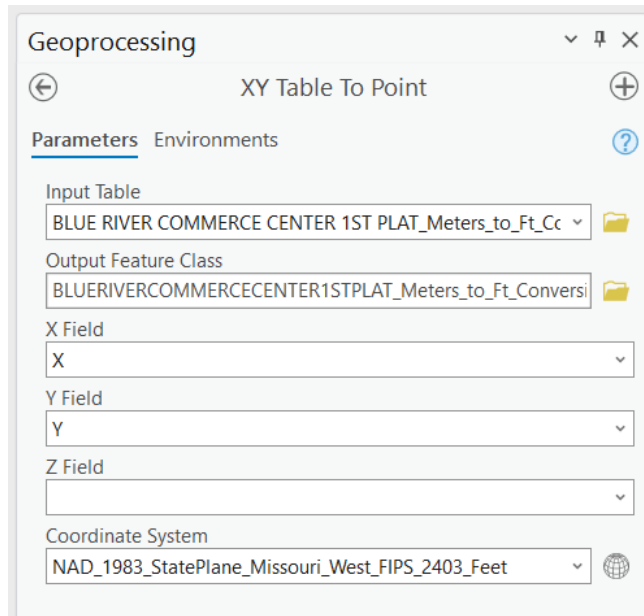 Geoprocessing
XY Table To Point
Parameters Environments
Input Table
BLUE RIVER COMMERCE CENTER 1ST PLAT_Meters_to_Ft_Cc
Output Feature Class
BLUERIVERCOMMERCECENTER1STPLAT_Meters_to_Ft_Conversi
X Field
X
Y Field
Y
Z Field
Coordinate System
NAD_1983_StatePlane_Missouri_West_FIPS_2403_Feet